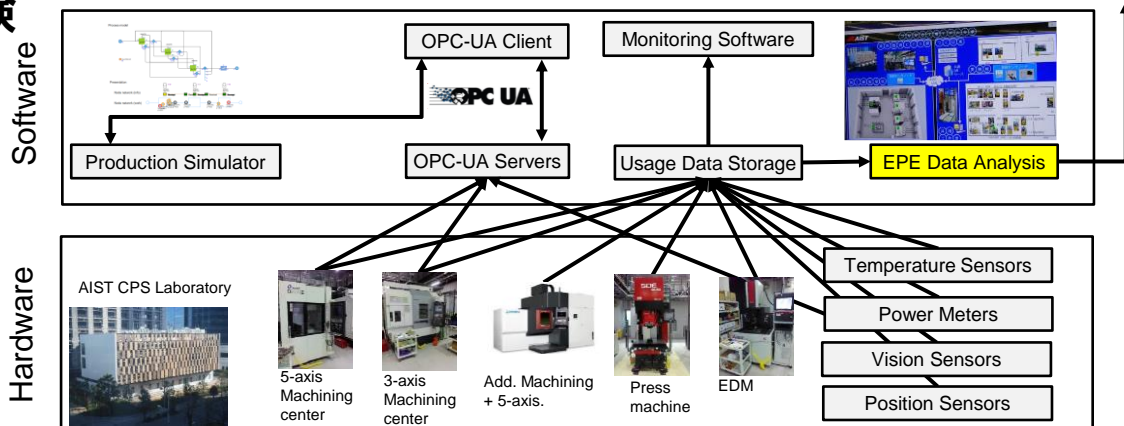 Software
OPC-UA Client
Monitoring Software
OPC UA
Production Simulator
OPC-UA Servers
Usage Data Storage
EPE Data Analysis
Hardware
AIST CPS Laboratory
5-axis
Machining
center
3-axis
Machining
center
Add. Machining
+ 5-axis.
Press
machine
EDM
Temperature Sensors
Power Meters
Vision Sensors
Position Sensors